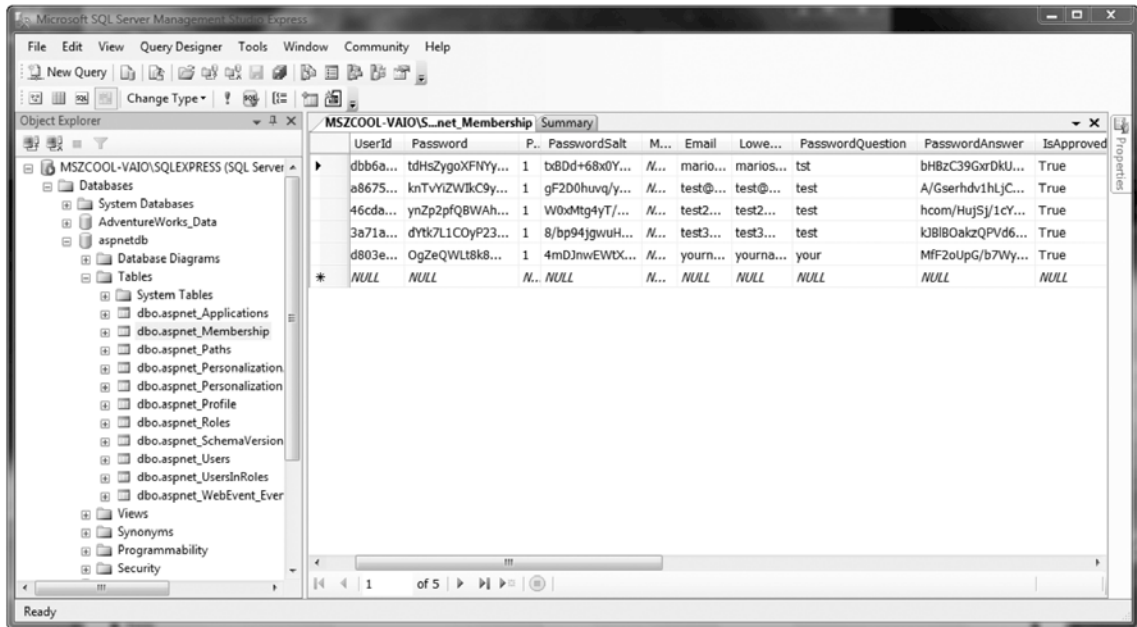 Microsoft SQL Server Management Studio Express
File Edit View Query Designer Tools Window Community Help
New Query
Change Type
Object Explorer
MSZCOOL-VAIO\SQLEXPRESS (SQL Server
Databases
System Databases
AdventureWorks_Data
aspnetdb
Database Diagrams
Tables
System Tables
dbo.aspnet_Applications
dbo.aspnet_Membership
dbo.aspnet_Paths
dbo.aspnet_Personalization.
dbo.aspnet_Personalization
dbo.aspnet_Profile
dbo.aspnet_Roles
dbo.aspnet_SchemaVersion
dbo.aspnet_Users
dbo.aspnet_UsersInRoles
dbo.aspnet_WebEvent_Ever
Views
Synonyms
Programmability
Security
MSZCOOL-VAIO\S...net_Membership Summary
UserId Password P.. PasswordSalt M... Email Lowe... PasswordQuestion PasswordAnswer IsApproved
dbb6a... tdHsZygoXFNYy... 1 txBDd+68x0Y... N... mario... marios... tst bHBzC39GxrDkU... True
a8675... knTvYiZWIkC9y... 1 gF2D0huvq/y... N... test@... test@... test A/Gserhdv1hLjC... True
46cda... ynZp2pfQBWAh... 1 W0xMtg4yT/... N... test2... test2... test hcom/HujSj/1cY... True
3a71a... dYtk7L1COyP23... 1 8/bp94jgwuH... N... test3... test3... test kJBlBOakzQPVd6... True
d803e... OgZeQWLt8k8... 1 4mDJnwEWtX... N... yourn... yourna... your MfF2oUpG/b7Wy... True
NULL NULL N... NULL N... NULL NULL NULL NULL NULL
1 of 5
Properties
Ready